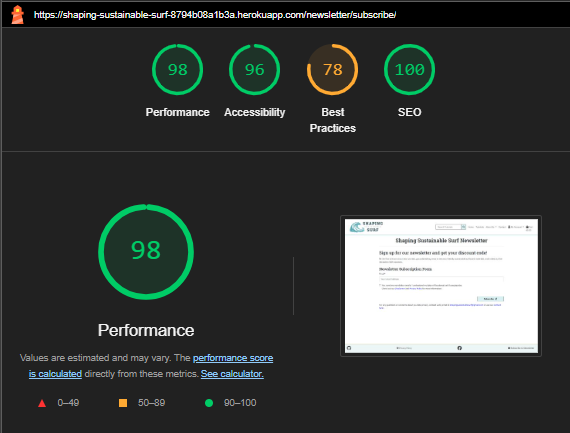 https://shaping-sustainable-surf-8794b08a1b3a.herokuapp.com/newsletter/subscribe/
98 96 78 100
Performance Accessibility Best Practices SEO
98
Performance
Values are estimated and may vary. The performance score
is calculated directly from these metrics. See calculator.
0–49 50–89 90–100
SHAPING
SURF
Shaping Sustainable Surf Newsletter
Sign up for our newsletter and get your discount code!
Newsletter Subscription Form